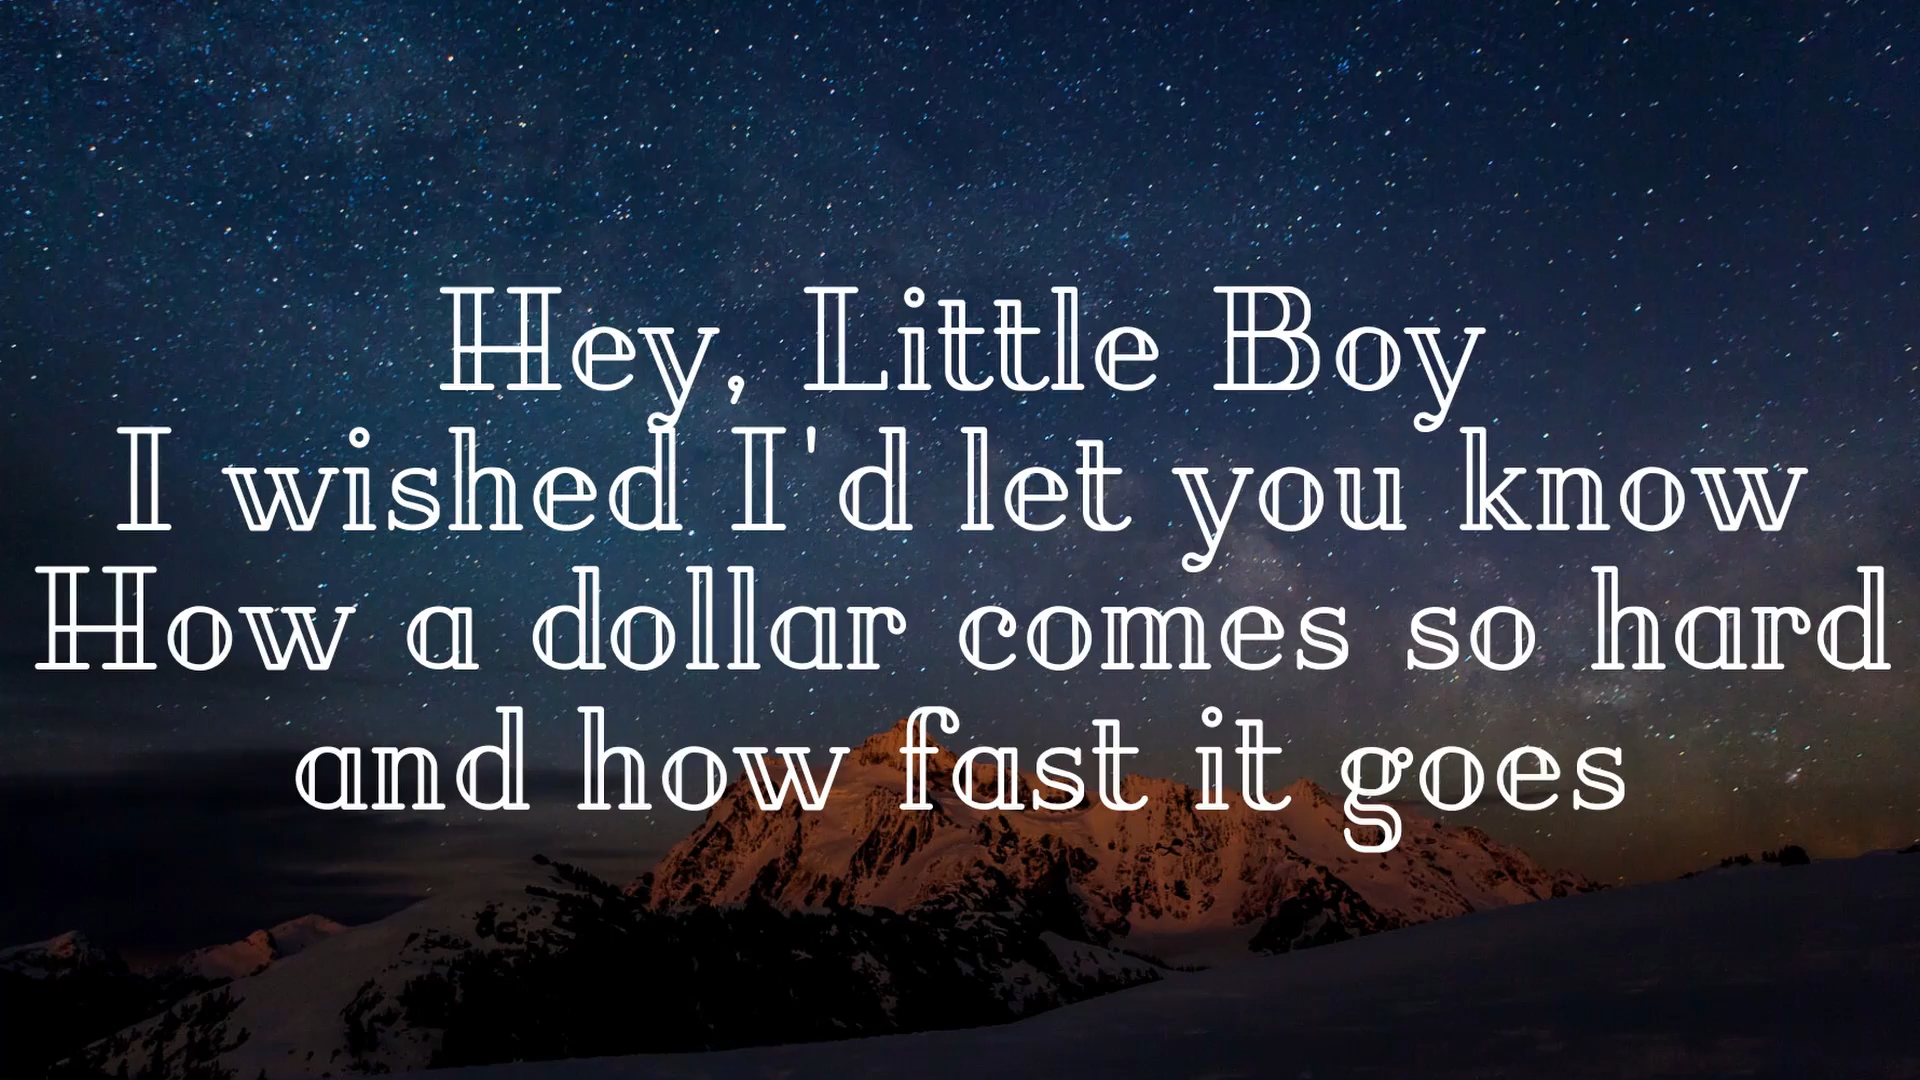 Hey, Little Boy
I wished I'd let you know
How a dollar comes so hard
and how fast it goes